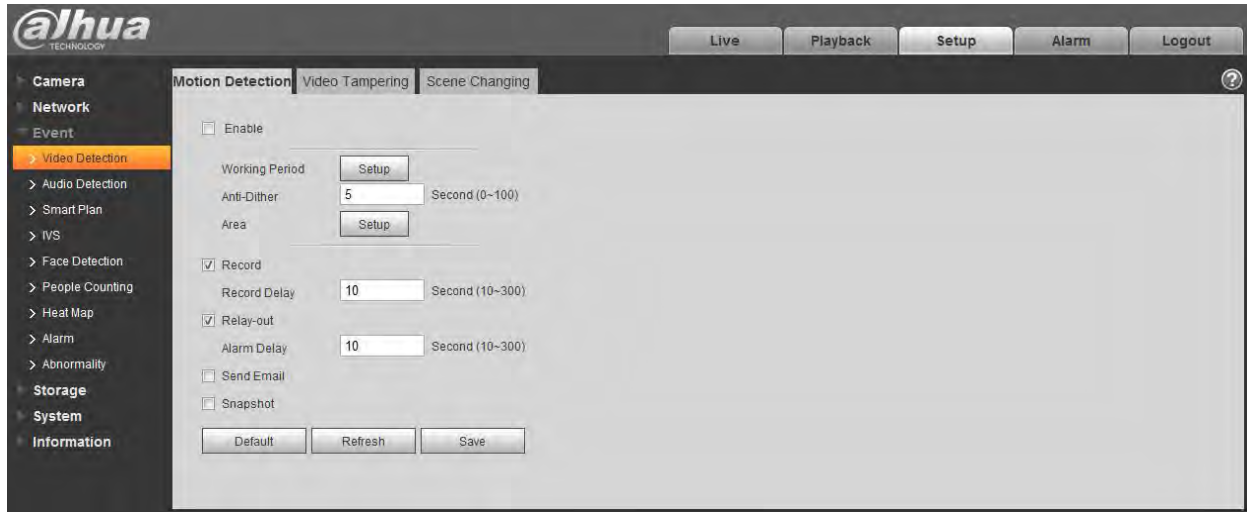 alhua
TECHNOLOGY
Live Playback Setup Alarm Logout
Camera
Network
Event
> Video Detection
> Audio Detection
> Smart Plan
> IVS
> Face Detection
> People Counting
> Heat Map
> Alarm
> Abnormality
Storage
System
Information
Motion Detection Video Tampering Scene Changing
?
Enable
Working Period Setup
Anti-Dither 5 Second (0~100)
Area Setup
Record
Record Delay 10 Second (10~300)
Relay-out
Alarm Delay 10 Second (10~300)
Send Email
Snapshot
Default Refresh Save